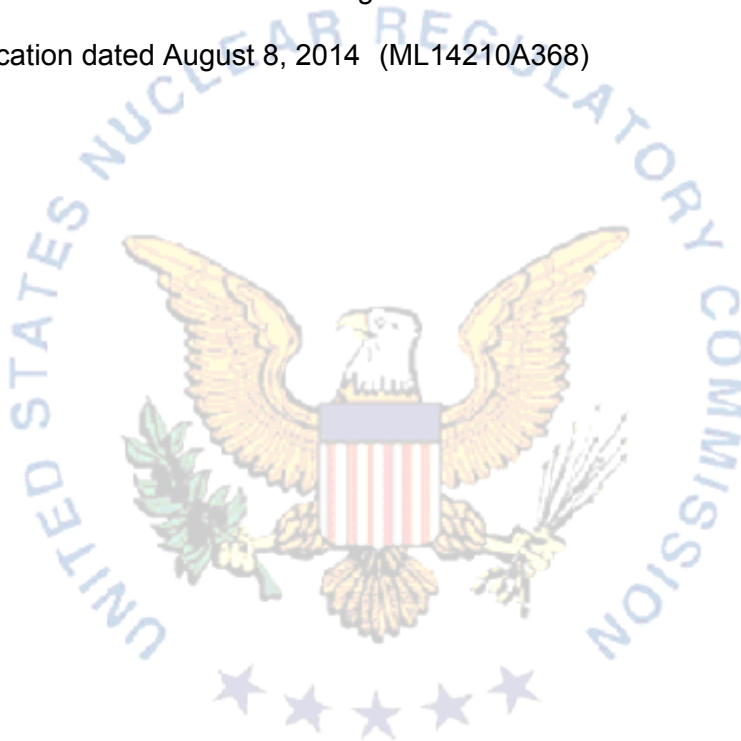 cation dated August 8, 2014 (ML14210A368)
UNITED STATES NUCLEAR REGULATORY COMMISSION